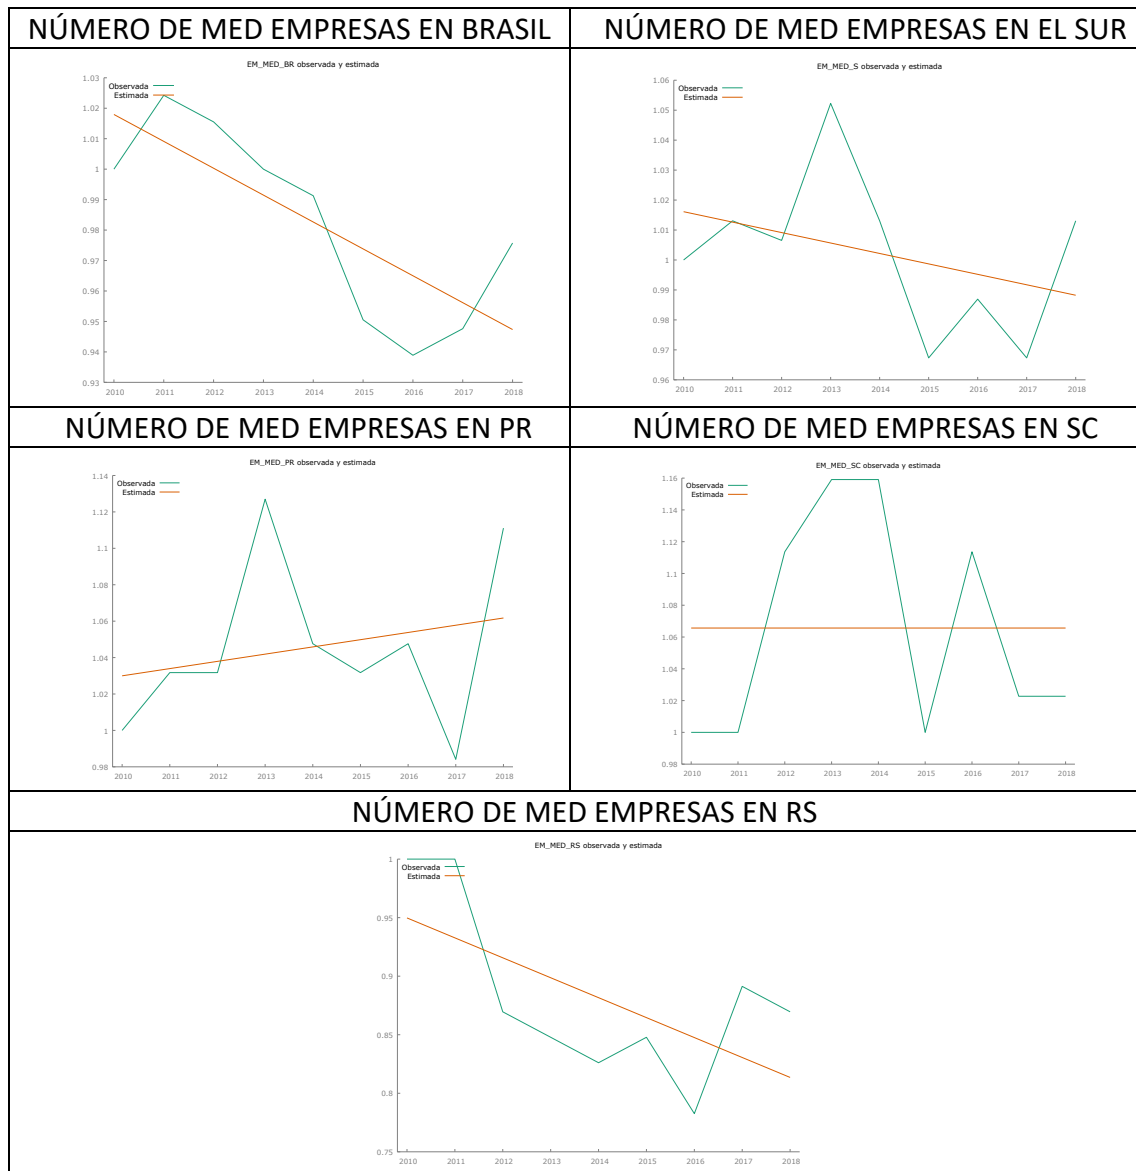 NÚMERO DE MED EMPRESAS EN BRASIL
EM_MED_BR observada y estimada
Observada
Estimada
1.03
1.02
1.01
1
0.99
0.98
0.97
0.96
0.95
0.94
0.93
2010 2011 2012 2013 2014 2015 2016 2017 2018
NÚMERO DE MED EMPRESAS EN EL SUR
EM_MED_S observada y estimada
Observada
Estimada
1.06
1.05
1.04
1.03
1.02
1.01
1
0.99
0.98
0.97
0.96
2010 2011 2012 2013 2014 2015 2016 2017 2018
NÚMERO DE MED EMPRESAS EN PR
EM_MED_PR observada y estimada
Observada
Estimada
1.14
1.12
1.1
1.08
1.06
1.04
1.02
1
0.98
2010 2011 2012 2013 2014 2015 2016 2017 2018
NÚMERO DE MED EMPRESAS EN SC
EM_MED_SC observada y estimada
Observada
Estimada
1.16
1.14
1.12
1.1
1.08
1.06
1.04
1.02
1
0.98
2010 2011 2012 2013 2014 2015 2016 2017 2018
NÚMERO DE MED EMPRESAS EN RS
EM_MED_RS observada y estimada
Observada
Estimada
1
0.95
0.9
0.85
0.8
0.75
2010 2011 2012 2013 2014 2015 2016 2017 2018